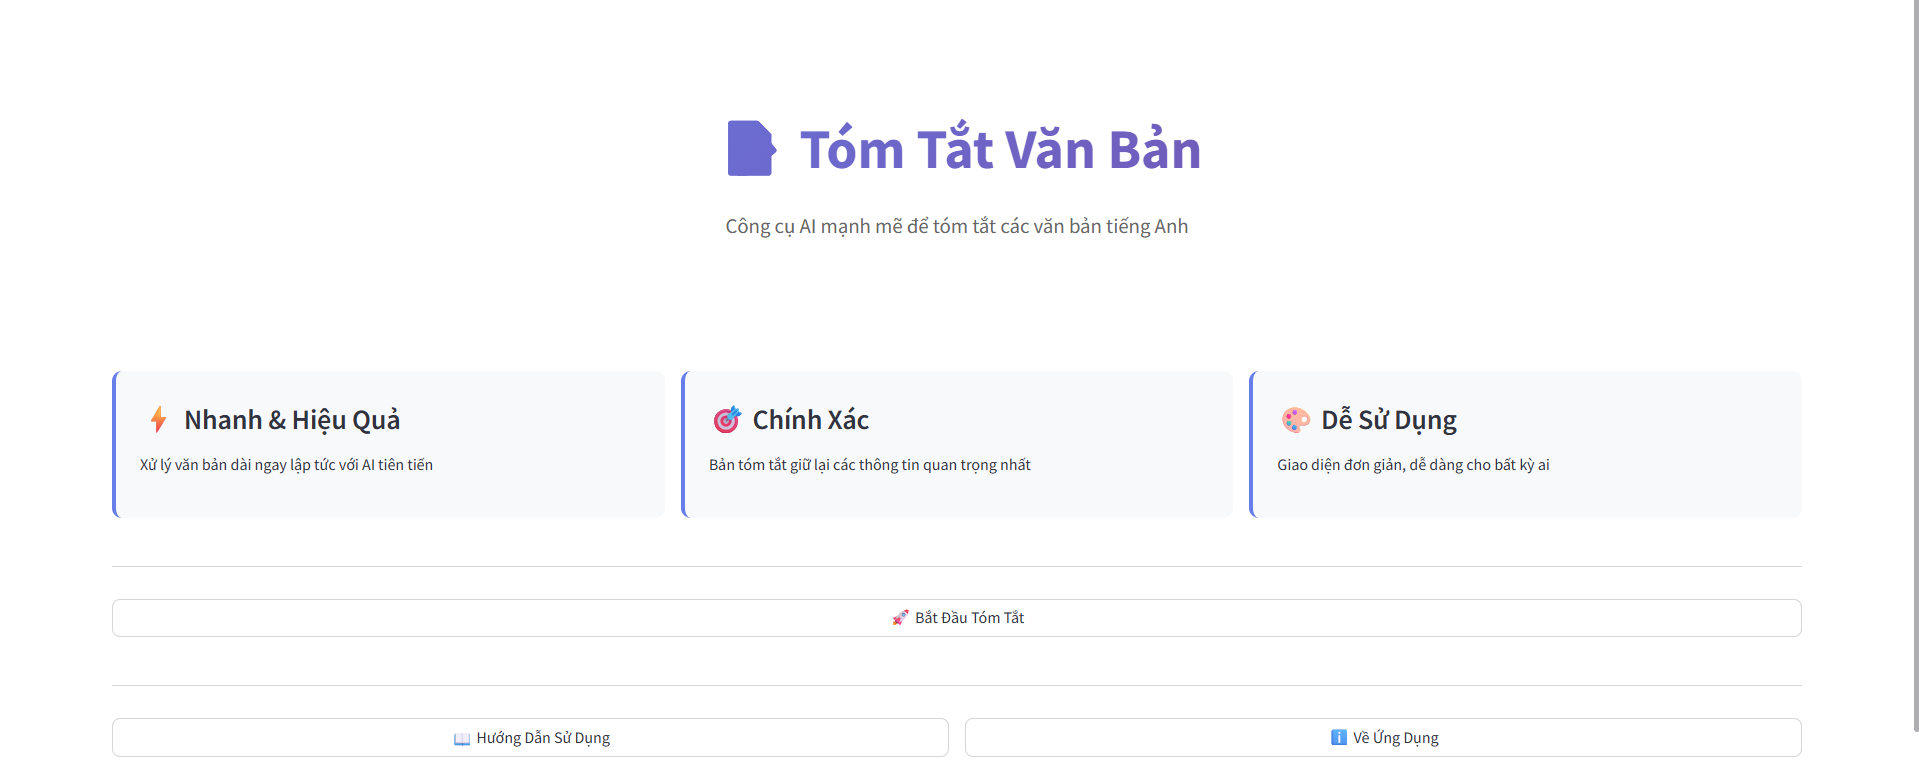 Tóm Tắt Văn Bản
Công cụ AI mạnh mẽ để tóm tắt các văn bản tiếng Anh
⚡ Nhanh & Hiệu Quả
Xử lý văn bản dài ngay lập tức với AI tiên tiến
🎯 Chính Xác
Bản tóm tắt giữ lại các thông tin quan trọng nhất
🎨 Dễ Sử Dụng
Giao diện đơn giản, dễ dàng cho bất kỳ ai
🚀 Bắt Đầu Tóm Tắt
📖 Hướng Dẫn Sử Dụng
ℹ️ Về Ứng Dụng